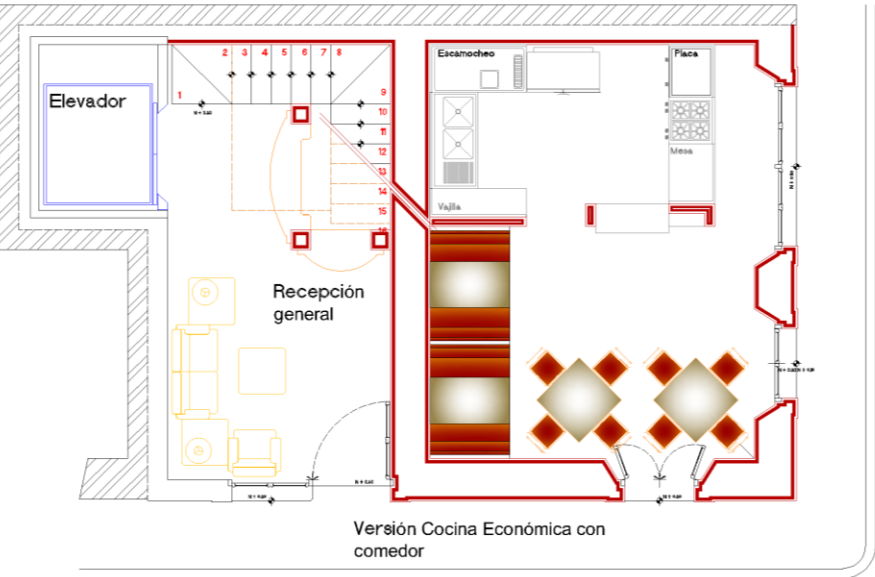 Escamocheo
Placa
2 3 4 5 6 7 8
Elevador
1
9
10
11
12
Mesa
13
14
Vajilla
15
16
Recepción
general
Versión Cocina Económica con
comedor